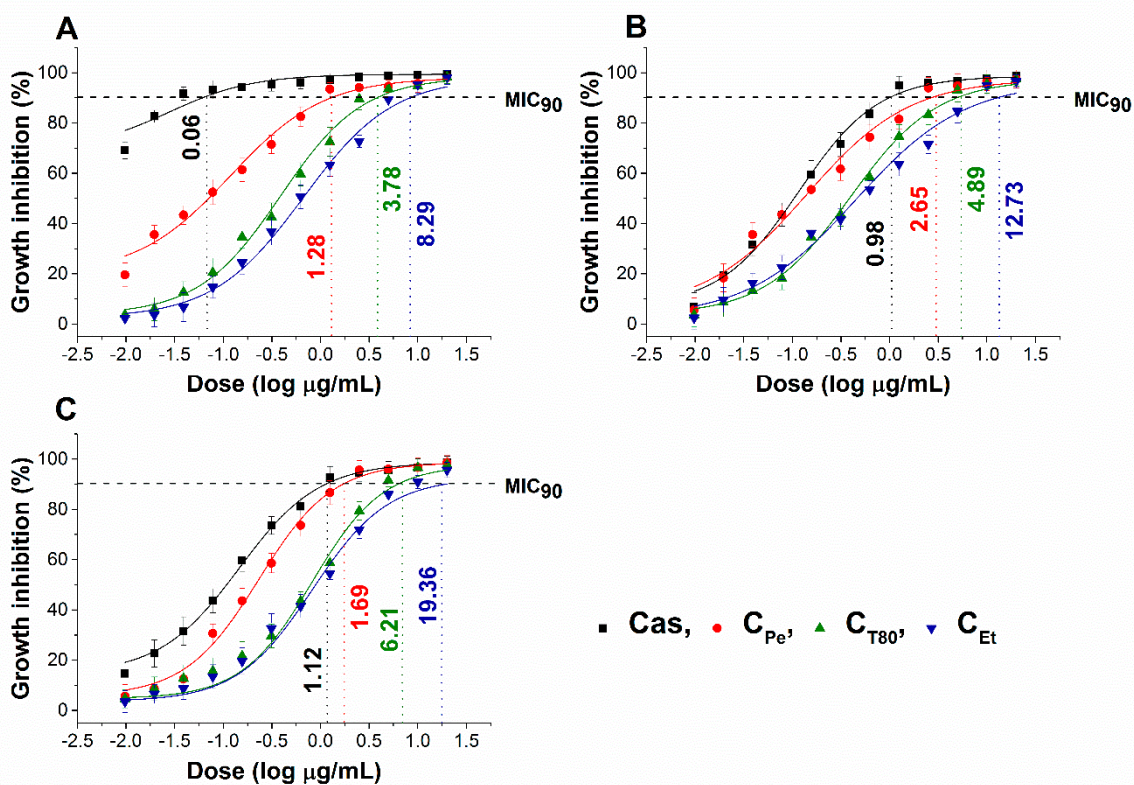 A
Growth inhibition (%)
100
80
60
40
20
0
MIC90
0.06
1.28
3.78
8.29
-2.5 -2.0 -1.5 -1.0 -0.5 0.0 0.5 1.0 1.5
Dose (log µg/mL)
B
Growth inhibition (%)
100
80
60
40
20
0
MIC90
0.98
2.65
4.89
12.73
-2.5 -2.0 -1.5 -1.0 -0.5 0.0 0.5 1.0 1.5
Dose (log µg/mL)
C
Growth inhibition (%)
100
80
60
40
20
0
MIC90
1.12
1.69
6.21
19.36
-2.5 -2.0 -1.5 -1.0 -0.5 0.0 0.5 1.0 1.5
Dose (log µg/mL)
Cas, CPe, CT80, CEt